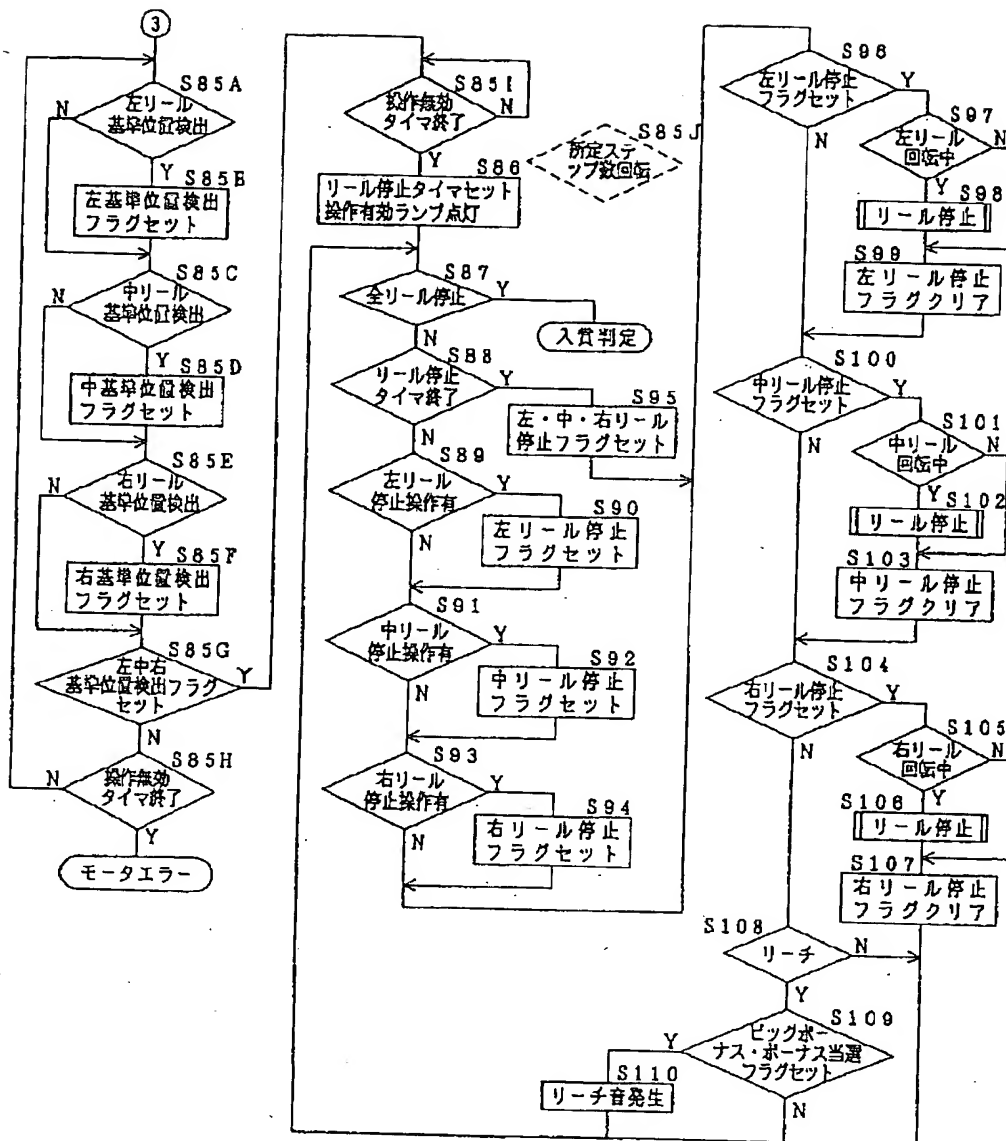 3
S85A
左リール
基準位置検出
N
Y
S85B
左基準位置検出
フラグセット
S85C
中リール
基準位置検出
N
Y
S85D
中基準位置検出
フラグセット
S85E
右リール
基準位置検出
N
Y
S85F
右基準位置検出
フラグセット
S85G
左中右
基準位置検出フラグ
セット
Y
N
S85H
操作無効
タイマ終了
N
Y
モータエラー
S85I
操作無効
タイマ終了
N
Y
S85J
所定ステ
ップ数回転
S86
リール停止タイマセット
操作有効ランプ点灯
S87
全リール停止
Y
入賞判定
N
S88
リール停止
タイマ終了
Y
S95
左・中・右リール
停止フラグセット
N
S89
左リール
停止操作有
Y
S90
左リール停止
フラグセット
N
S91
中リール
停止操作有
Y
S92
中リール停止
フラグセット
N
S93
右リール
停止操作有
Y
S94
右リール停止
フラグセット
N
S96
左リール停止
フラグセット
Y
N
S97
左リール
回転中
N
Y
S98
リール停止
S99
左リール停止
フラグクリア
S100
中リール停止
フラグセット
Y
N
S101
中リール
回転中
N
Y
S102
リール停止
S103
中リール停止
フラグクリア
S104
右リール停止
フラグセット
Y
N
S105
右リール
回転中
N
Y
S106
リール停止
S107
右リール停止
フラグクリア
S108
リーチ
N
Y
S109
ビッグボー
ナス・ボーナス当選
フラグセット
Y
N
S110
リーチ音発生